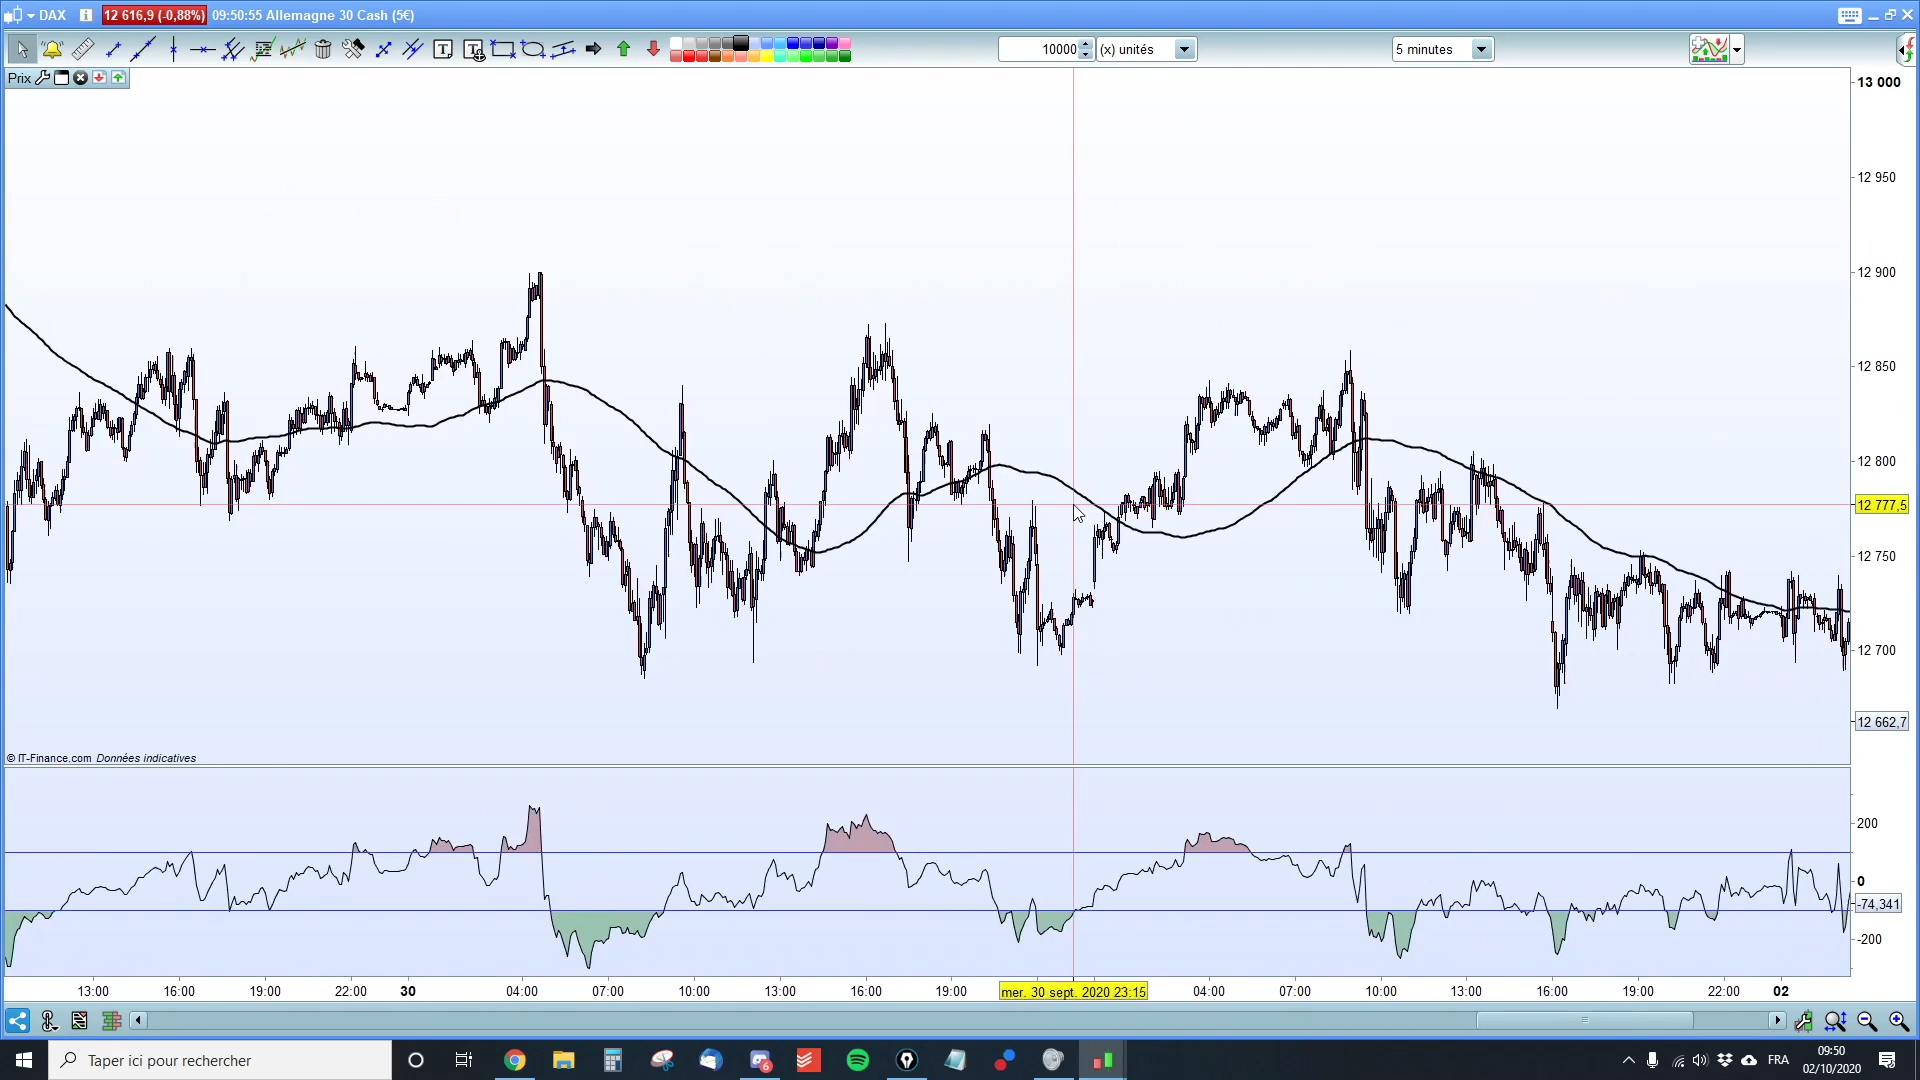 DAX i 12 616,9 (-0,88%) 09:50:55 Allemagne 30 Cash (5€)
10000 (x) unités 5 minutes
Prix
13 000
12 950
12 900
12 850
12 800
12 777,5
12 750
12 700
12 662,7
© IT-Finance.com Données indicatives
200
0
-74,341
-200
13:00 16:00 19:00 22:00 30 04:00 07:00 10:00 13:00 16:00 19:00 mer. 30 sept. 2020 23:15 04:00 07:00 10:00 13:00 16:00 19:00 22:00 02
Taper ici pour rechercher
6
FRA
09:50
02/10/2020